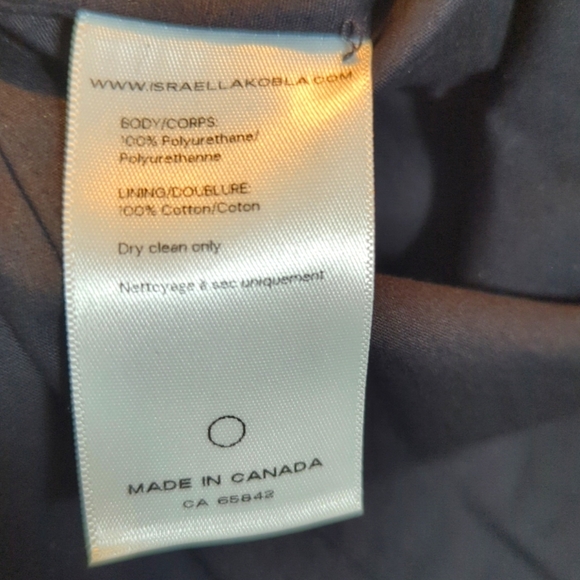 WWW.ISRAELLAKOBLA.COM
BODY/CORPS:
100% Polyurethane/
Polyurethanne
LINING/DOUBLURE:
100% Cotton/Coton
Dry clean only
Nettoyage à sec uniquement
MADE IN CANADA
CA 65842